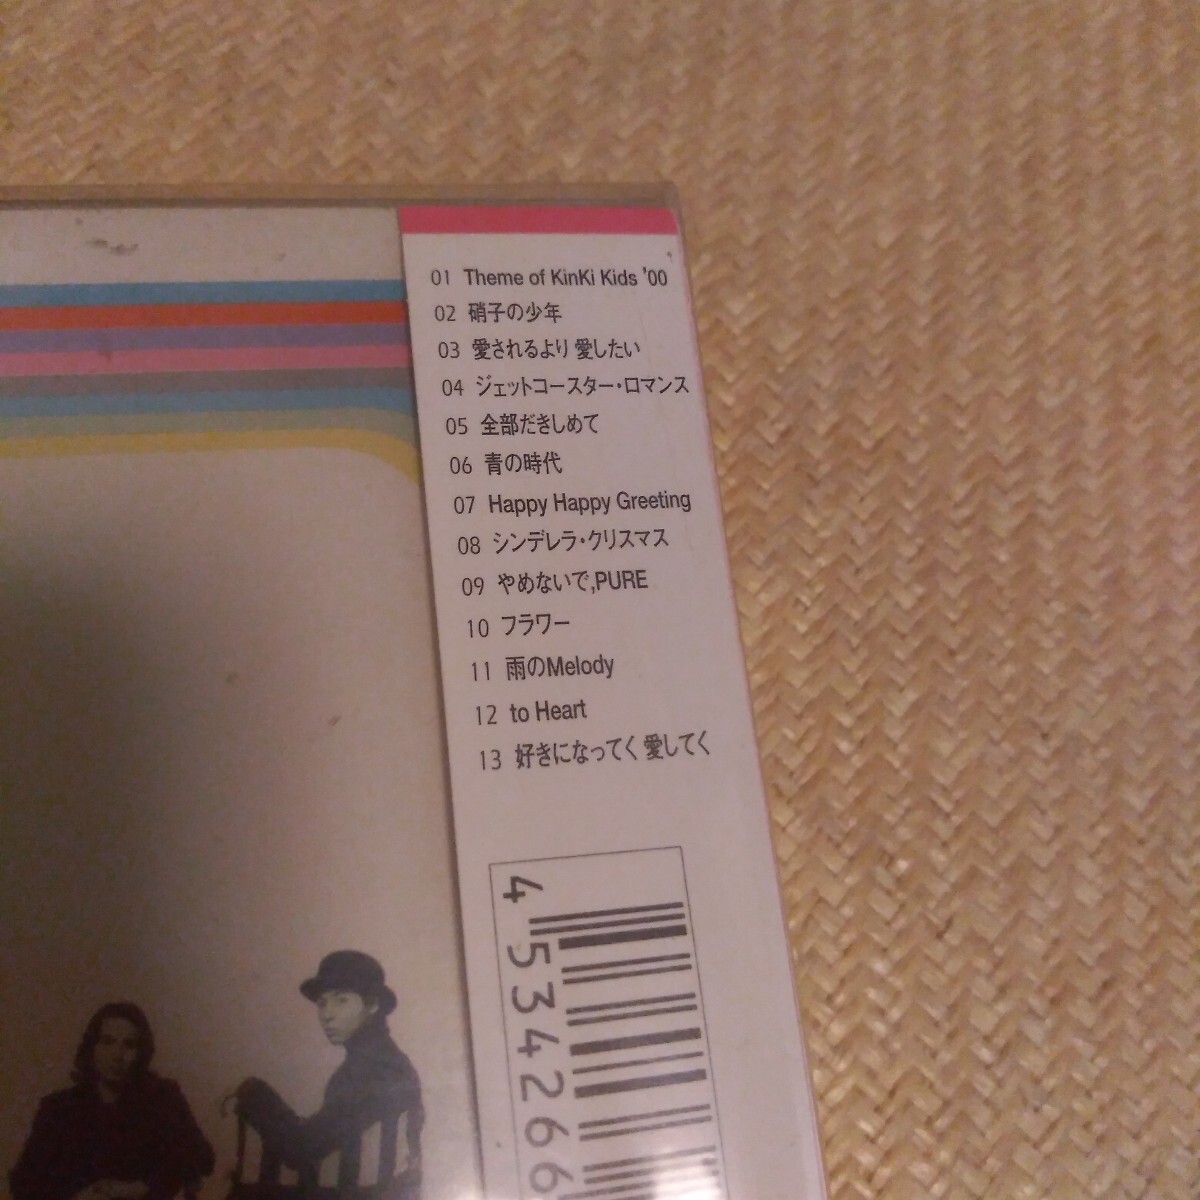 01 Theme of KinKi Kids '00
02 硝子の少年
03 愛されるより 愛したい
04 ジェットコースター・ロマンス
05 全部だきしめて
06 青の時代
07 Happy Happy Greeting
08 シンデレラ・クリスマス
09 やめないで,PURE
10 フラワー
11 雨のMelody
12 to Heart
13 好きになってく 愛してく
4 534266